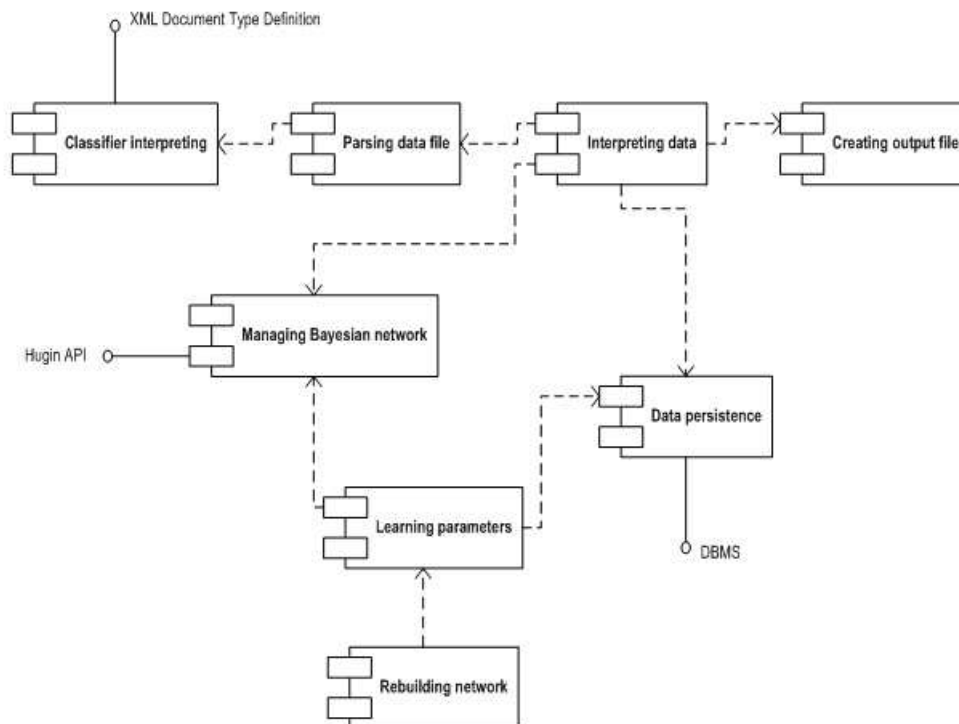 XML Document Type Definition
Classifier interpreting
Parsing data file
Interpreting data
Creating output file
Managing Bayesian network
Hugin API
Data persistence
Learning parameters
DBMS
Rebuilding network